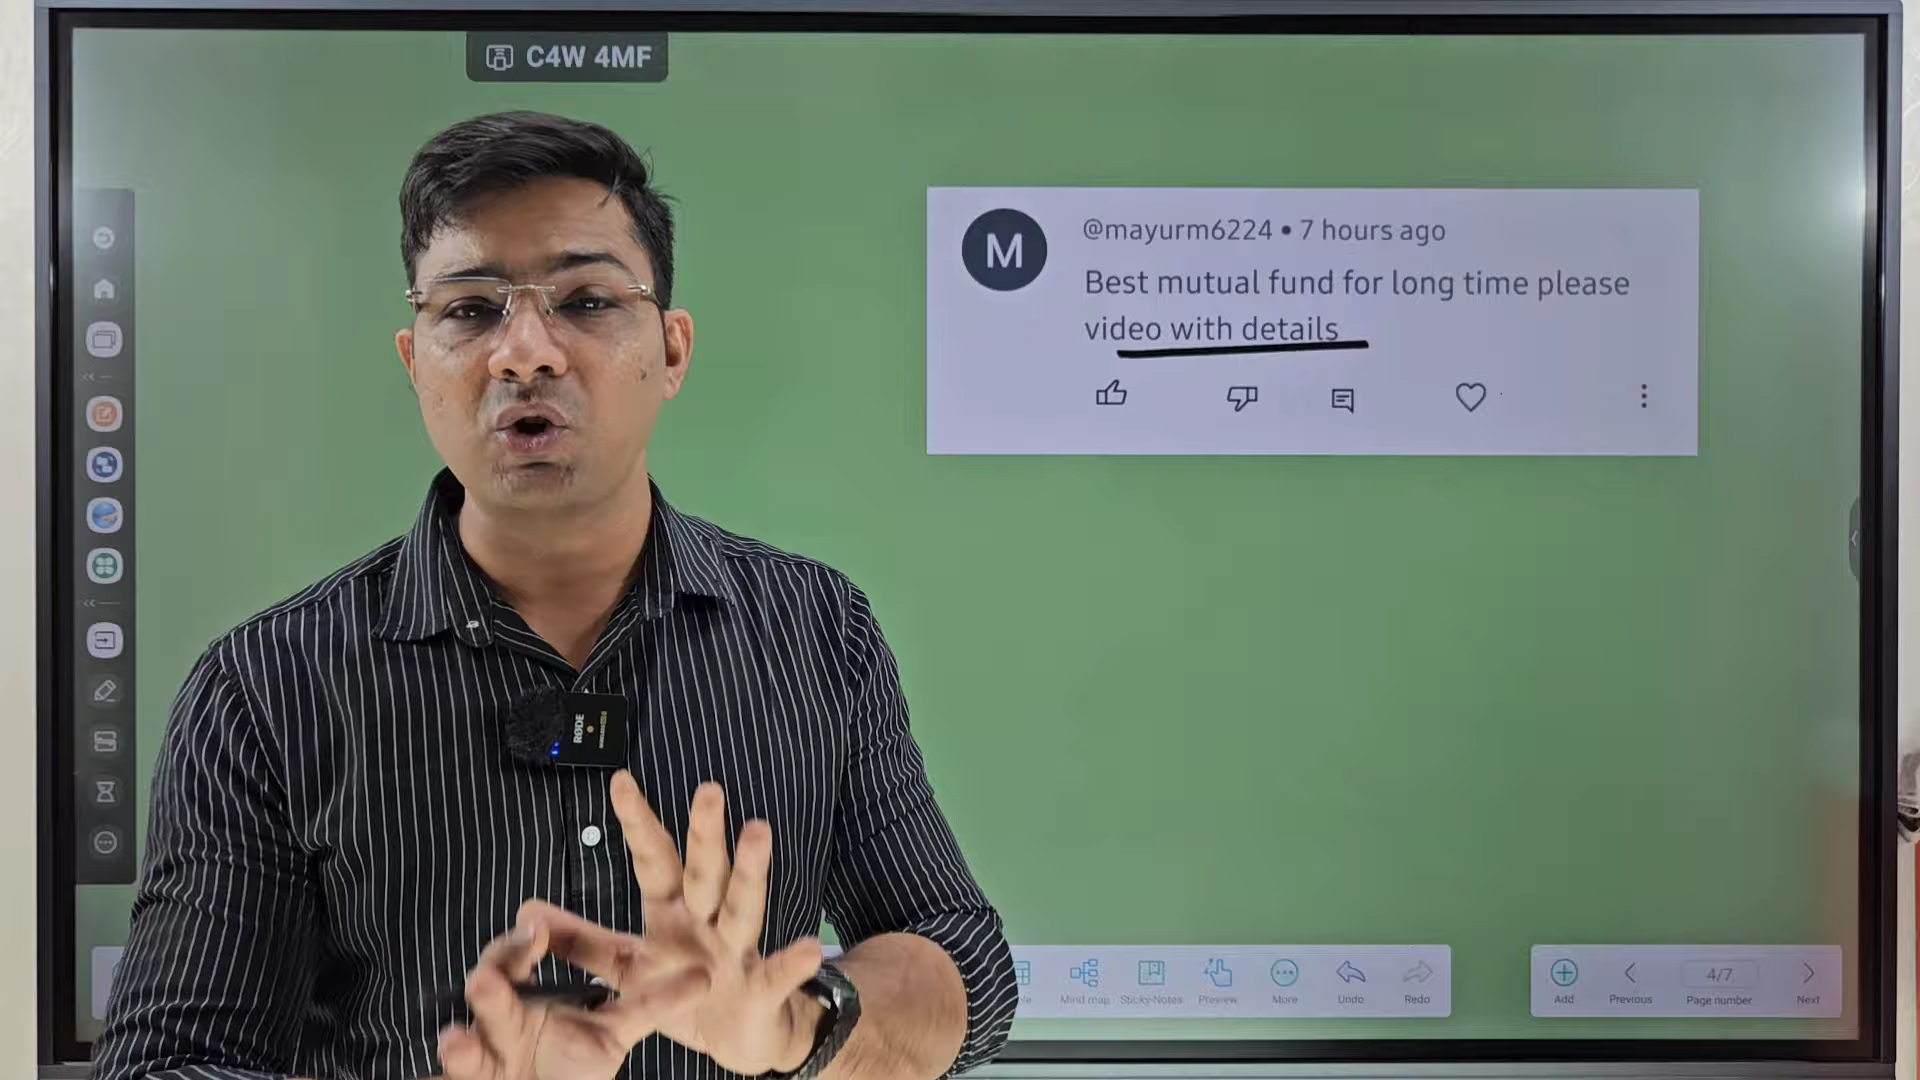 C4W 4MF
M
@mayurm6224 • 7 hours ago
Best mutual fund for long time please
video with details
RØDE
Mind map
Sticky-Notes
Preview
More
Undo
Redo
Add
Previous
4/7
Page number
Next